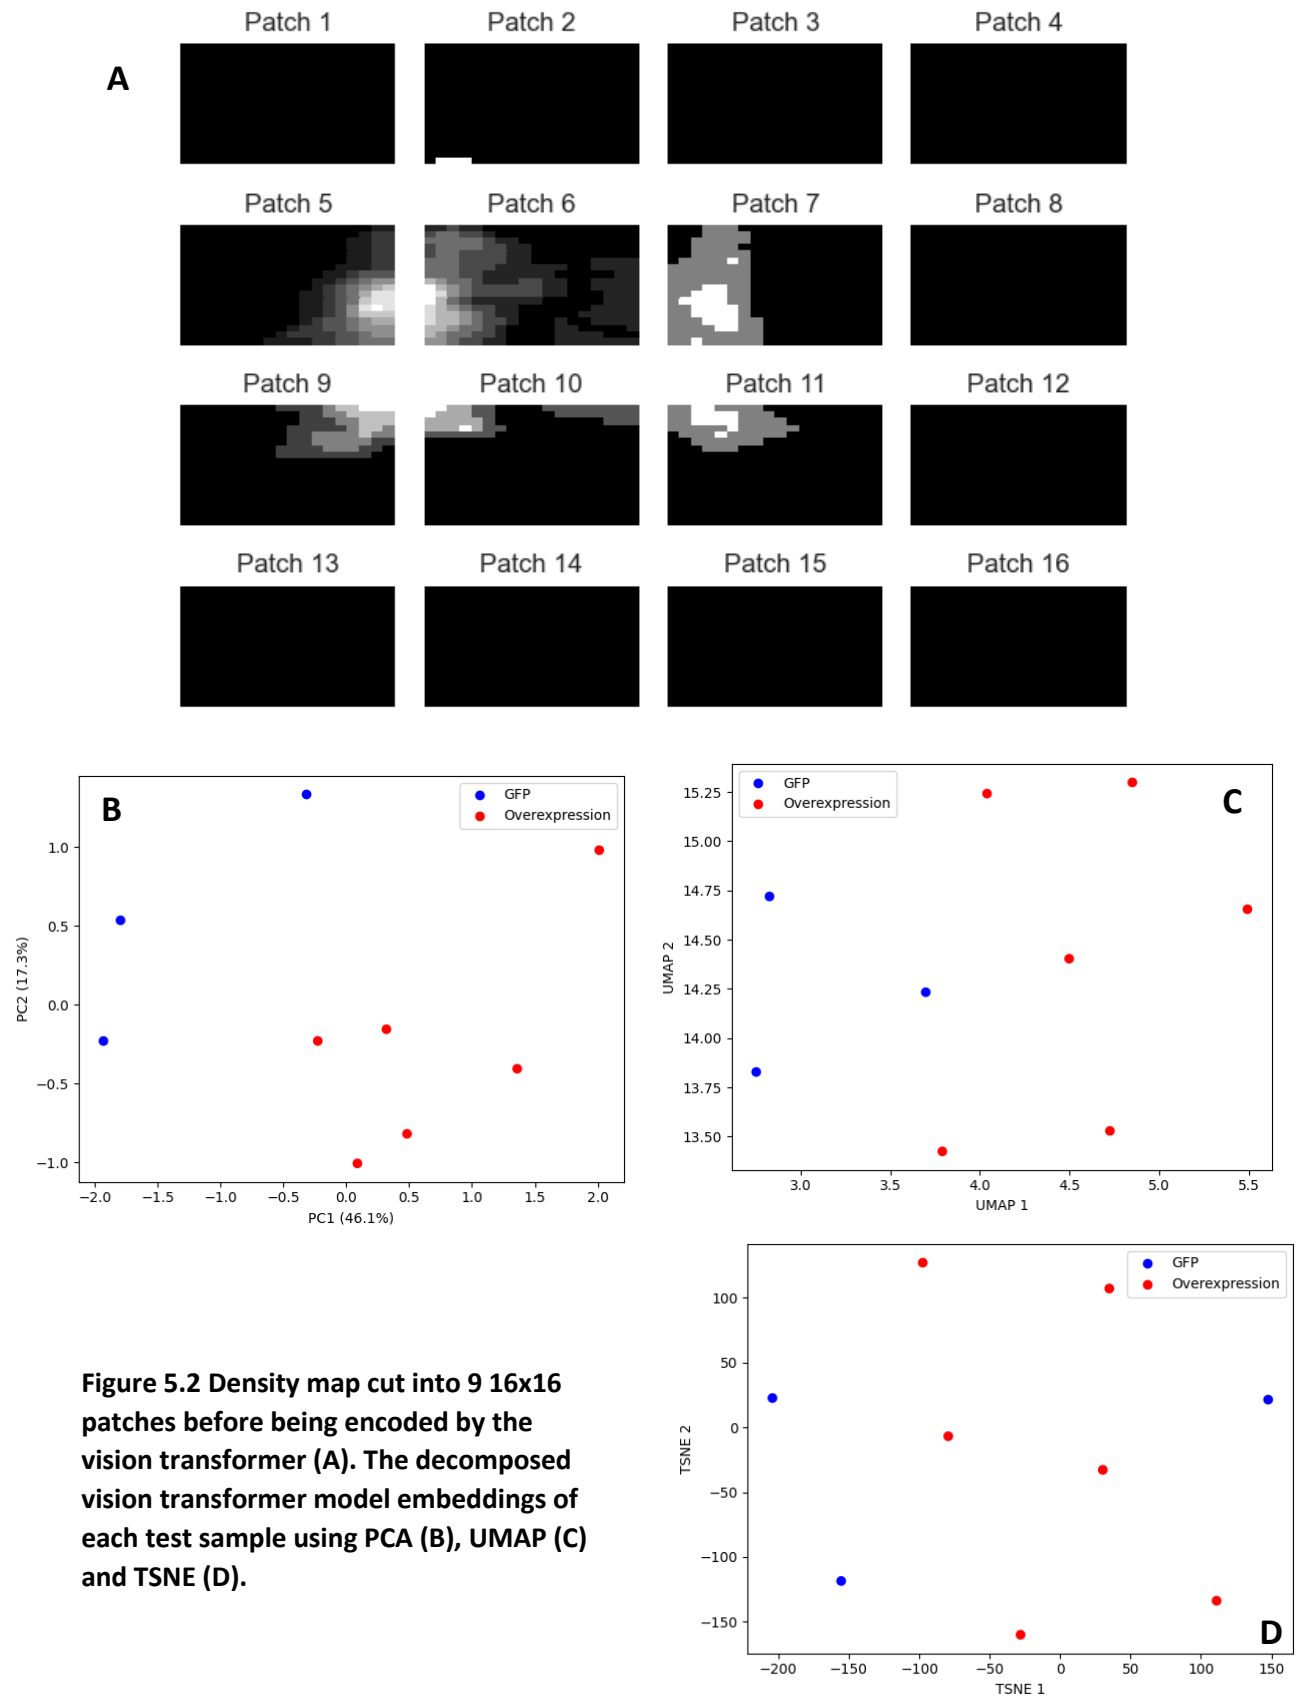 Patch 1 Patch 2 Patch 3 Patch 4
A
Patch 5 Patch 6 Patch 7 Patch 8
Patch 9 Patch 10 Patch 11 Patch 12
Patch 13 Patch 14 Patch 15 Patch 16
B
GFP
Overexpression
1.0
0.5
0.0
−0.5
−1.0
PC2 (17.3%)
−2.0 −1.5 −1.0 −0.5 0.0 0.5 1.0 1.5 2.0
PC1 (46.1%)
C
GFP
Overexpression
15.25
15.00
14.75
14.50
14.25
14.00
13.75
13.50
UMAP 2
3.0 3.5 4.0 4.5 5.0 5.5
UMAP 1
GFP
Overexpression
100
50
0
−50
−100
−150
TSNE 2
D
−200 −150 −100 −50 0 50 100 150
TSNE 1
Figure 5.2 Density map cut into 9 16x16
patches before being encoded by the
vision transformer (A). The decomposed
vision transformer model embeddings of
each test sample using PCA (B), UMAP (C)
and TSNE (D).